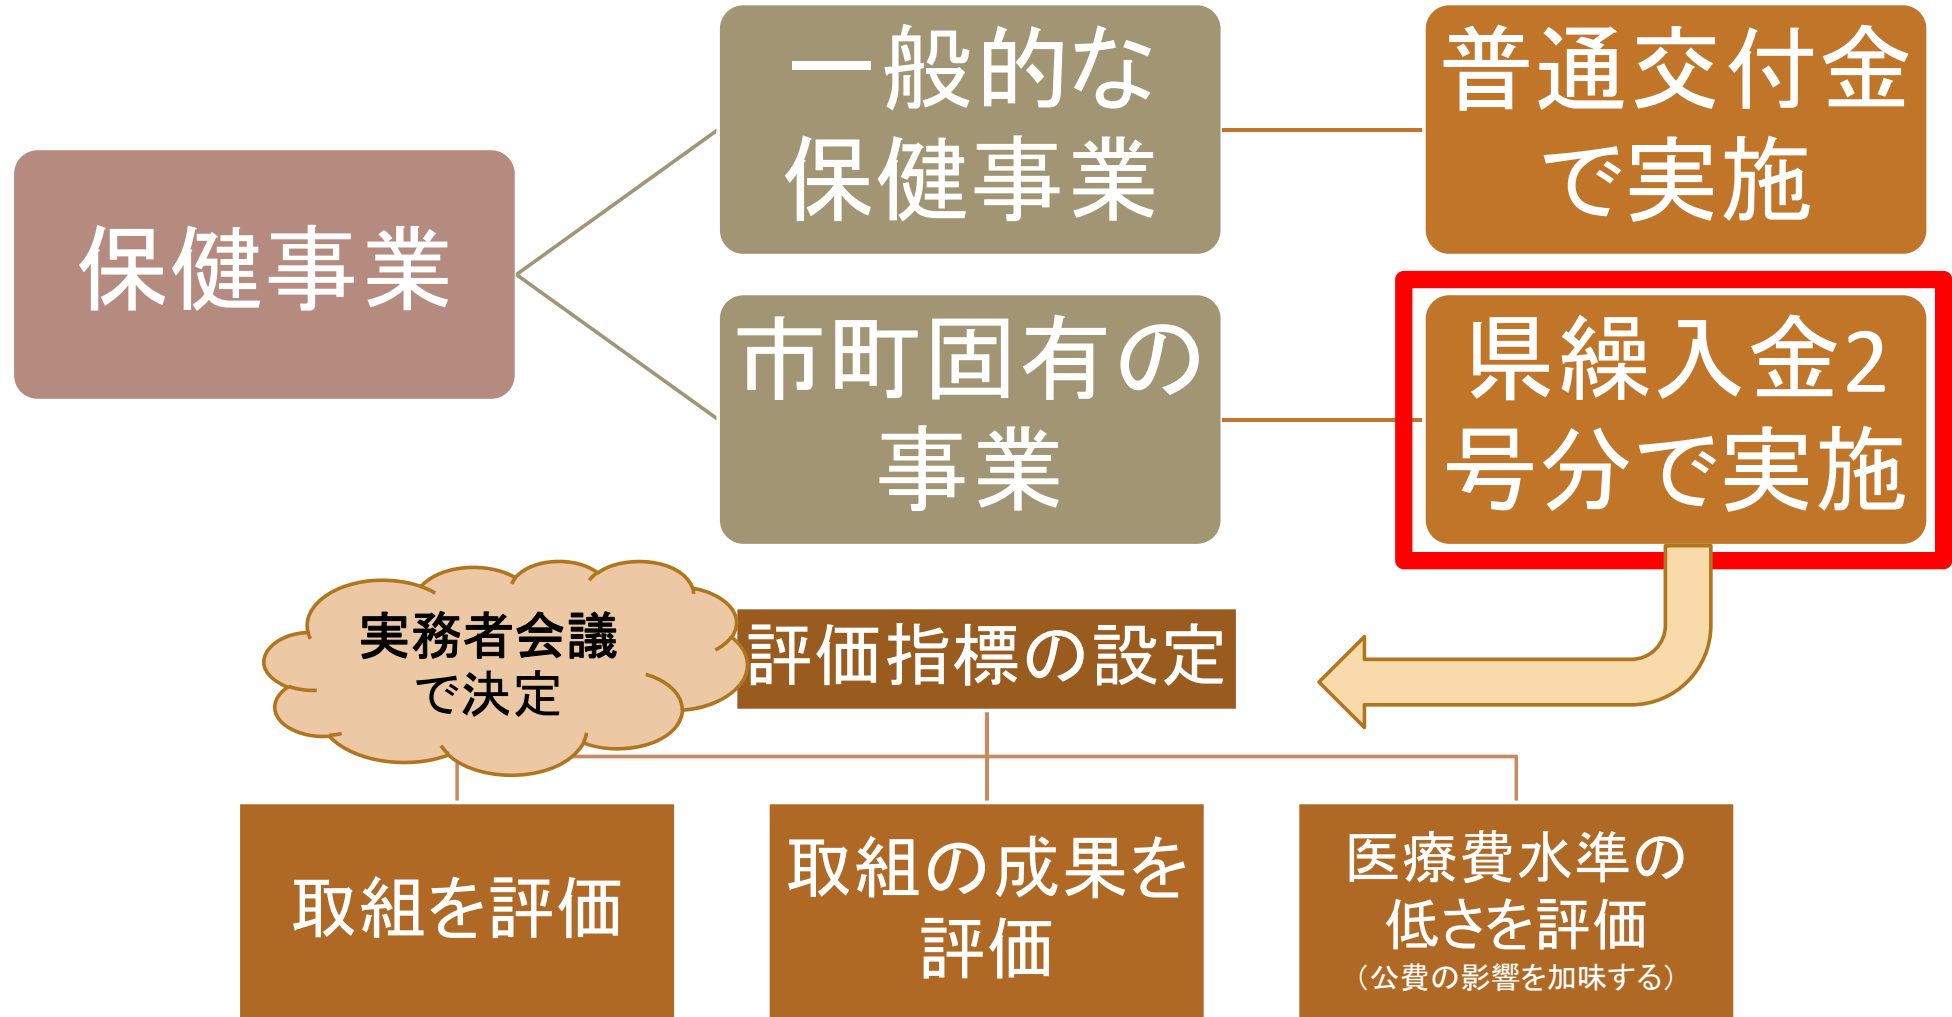 一般的な
保健事業
普通交付金
で実施
保健事業
市町固有の
事業
県繰入金2
号分で実施
実務者会議
で決定
評価指標の設定
取組を評価
取組の成果を
評価
医療費水準の
低さを評価
（公費の影響を加味する）